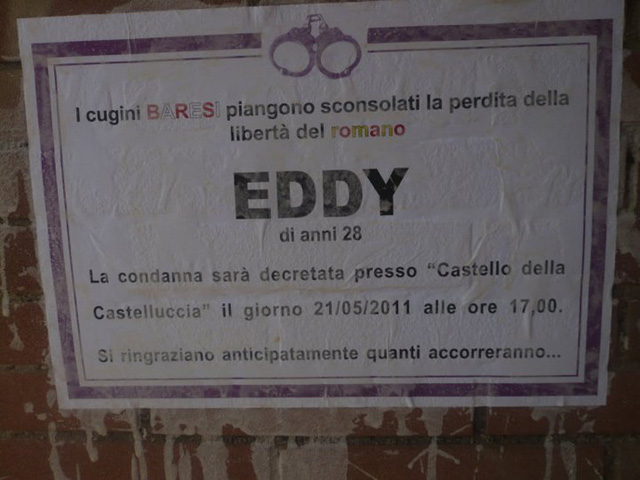 I cugini BARESI piangono sconsolati la perdita della
libertà del romano
EDDY
di anni 28
La condanna sarà decretata presso “Castello della
Castelluccia” il giorno 21/05/2011 alle ore 17,00.
Si ringraziano anticipatamente quanti accorreranno...